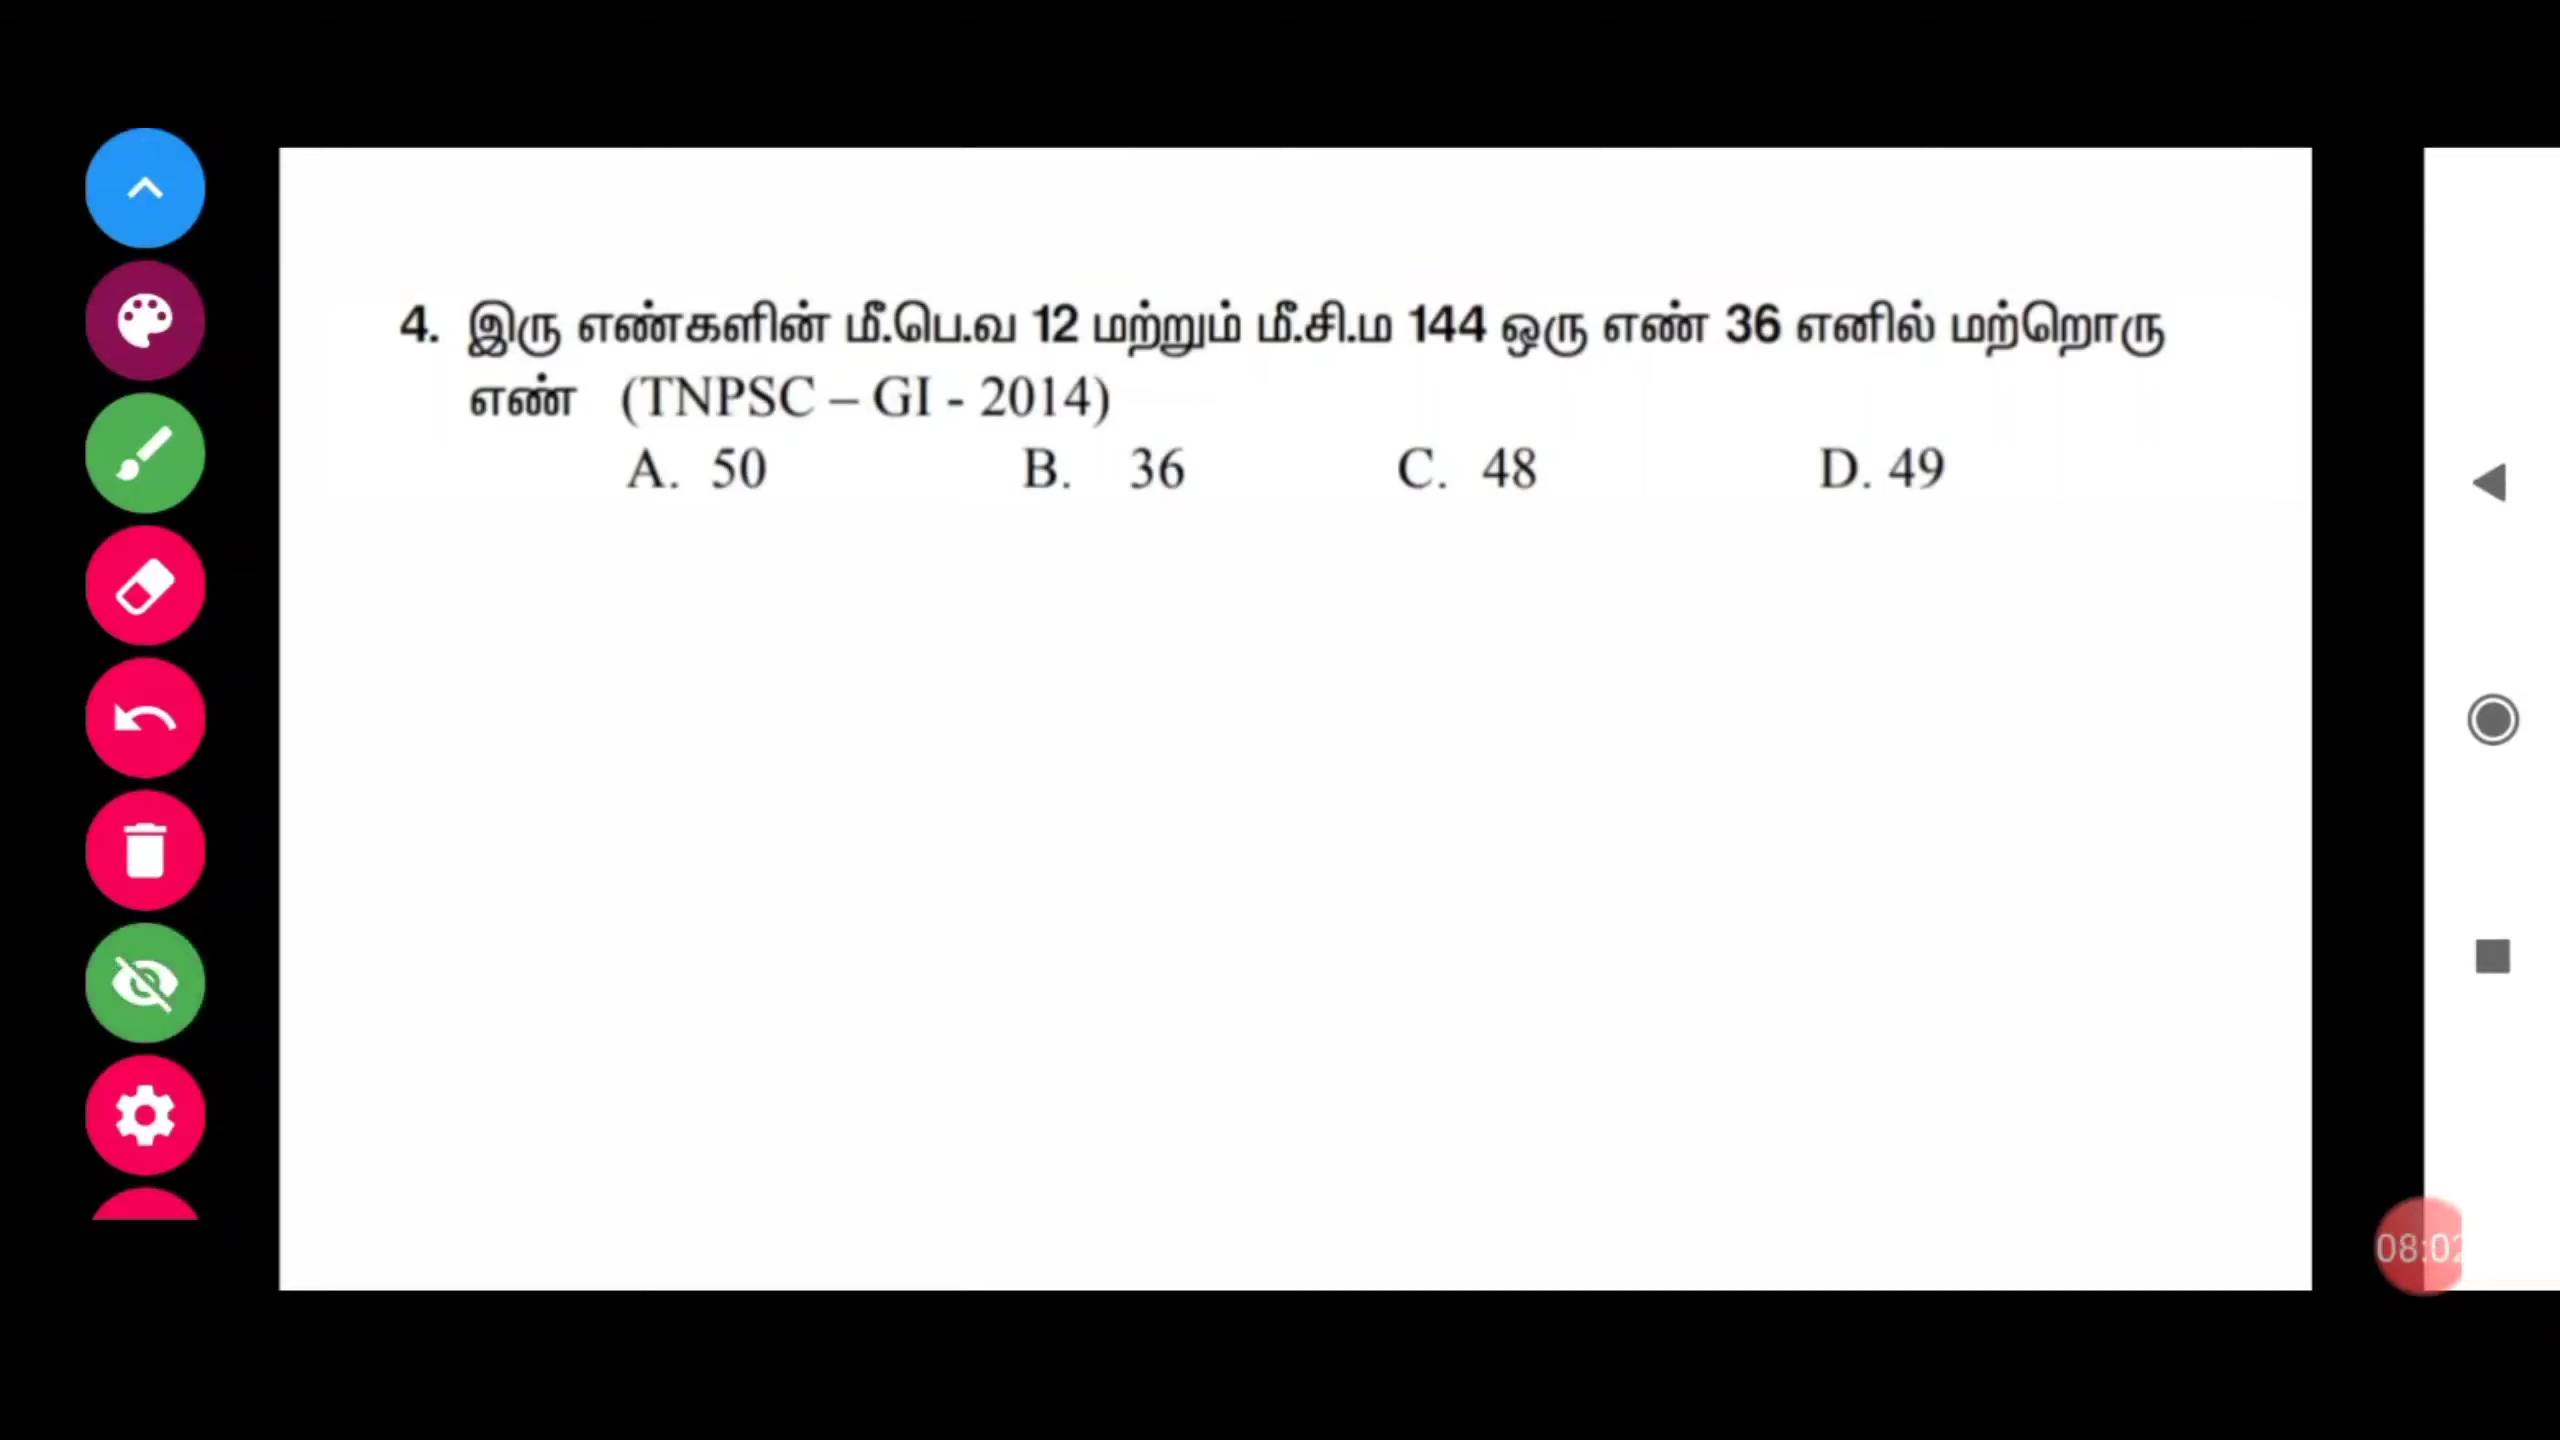 4. இரு எண்களின் மீ.பெ.வ 12 மற்றும் மீ.சி.ம 144 ஒரு எண் 36 எனில் மற்றொரு
எண் (TNPSC – GI - 2014)
A. 50 B. 36 C. 48 D. 49
08:02